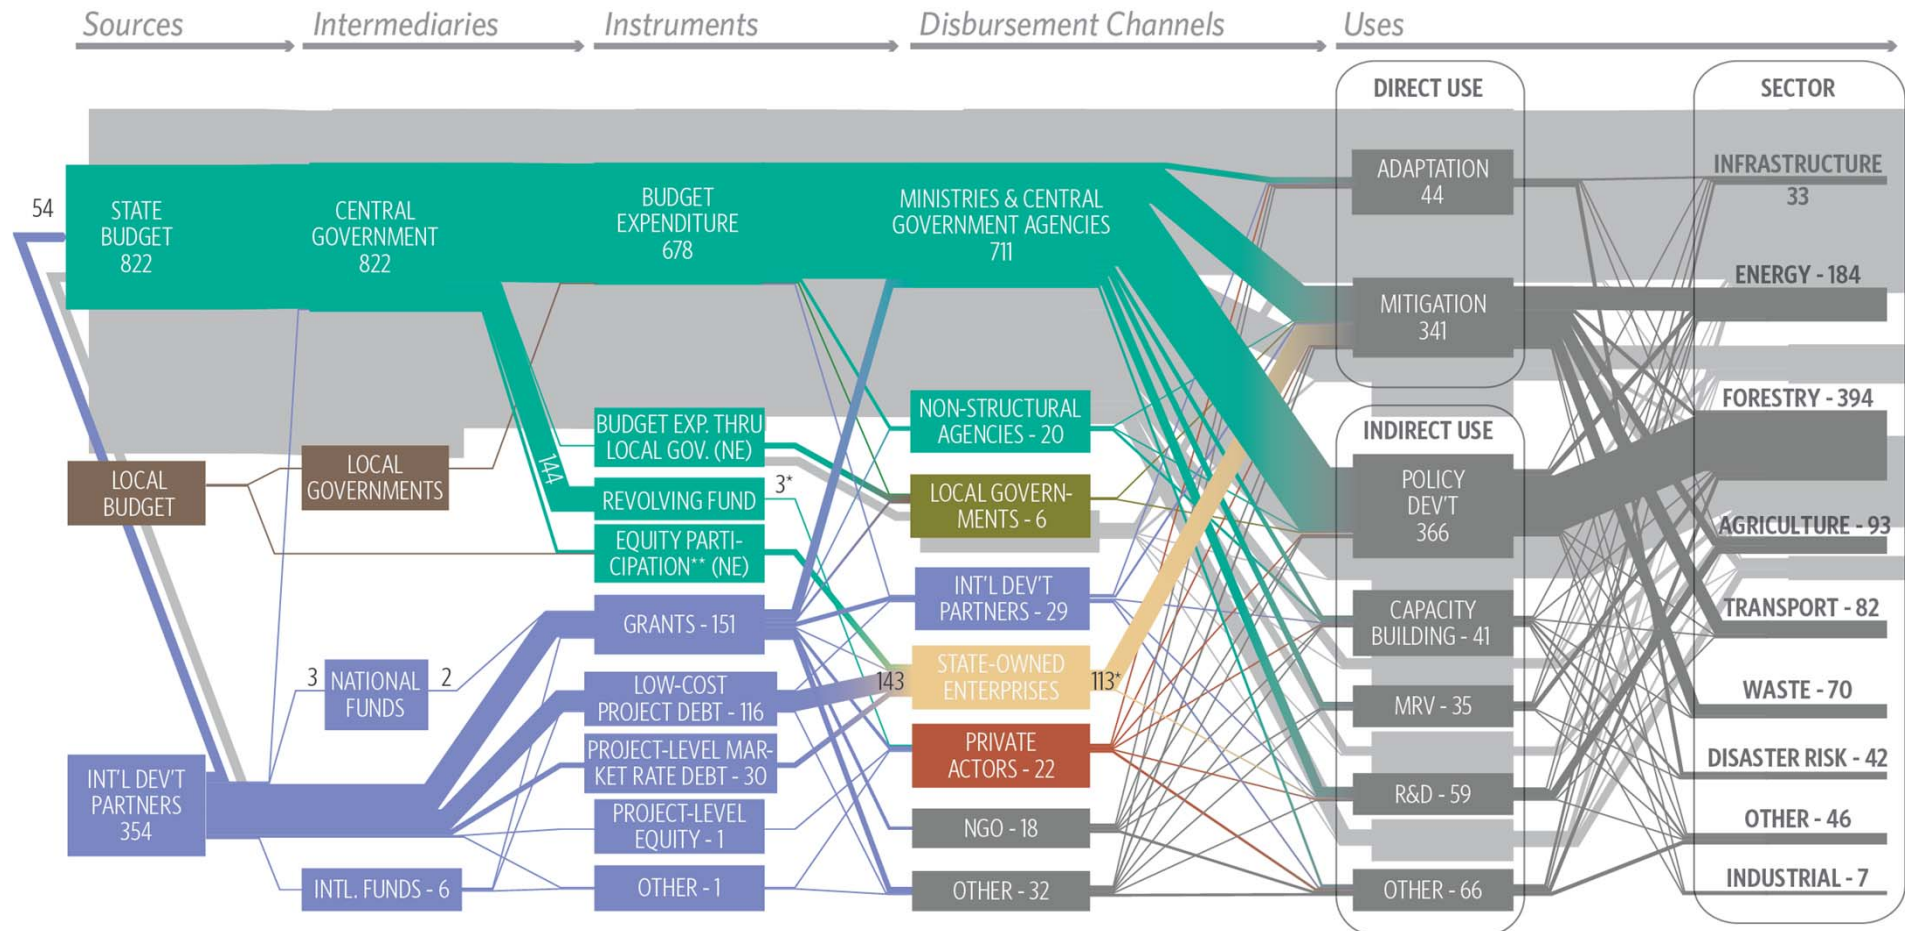 Sources
Intermediaries
Instruments
Disbursement Channels
Uses
54
STATE
BUDGET
822
LOCAL
BUDGET
INT'L DEV'T
PARTNERS
354
CENTRAL
GOVERNMENT
822
LOCAL
GOVERNMENTS
3
NATIONAL
FUNDS
2
INTL. FUNDS - 6
BUDGET
EXPENDITURE
678
144
BUDGET EXP. THRU
LOCAL GOV. (NE)
REVOLVING FUND
3*
EQUITY PARTI-
CIPATION** (NE)
GRANTS - 151
LOW-COST
PROJECT DEBT - 116
PROJECT-LEVEL MAR-
KET RATE DEBT - 30
PROJECT-LEVEL
EQUITY - 1
OTHER - 1
MINISTRIES & CENTRAL
GOVERNMENT AGENCIES
711
NON-STRUCTURAL
AGENCIES - 20
LOCAL GOVERN-
MENTS - 6
INT'L DEV'T
PARTNERS - 29
143
STATE-OWNED
ENTERPRISES
113*
PRIVATE
ACTORS - 22
NGO - 18
OTHER - 32
DIRECT USE
ADAPTATION
44
MITIGATION
341
INDIRECT USE
POLICY
DEV'T
366
CAPACITY
BUILDING - 41
MRV - 35
R&D - 59
OTHER - 66
SECTOR
INFRASTRUCTURE
33
ENERGY - 184
FORESTRY - 394
AGRICULTURE - 93
TRANSPORT - 82
WASTE - 70
DISASTER RISK - 42
OTHER - 46
INDUSTRIAL - 7